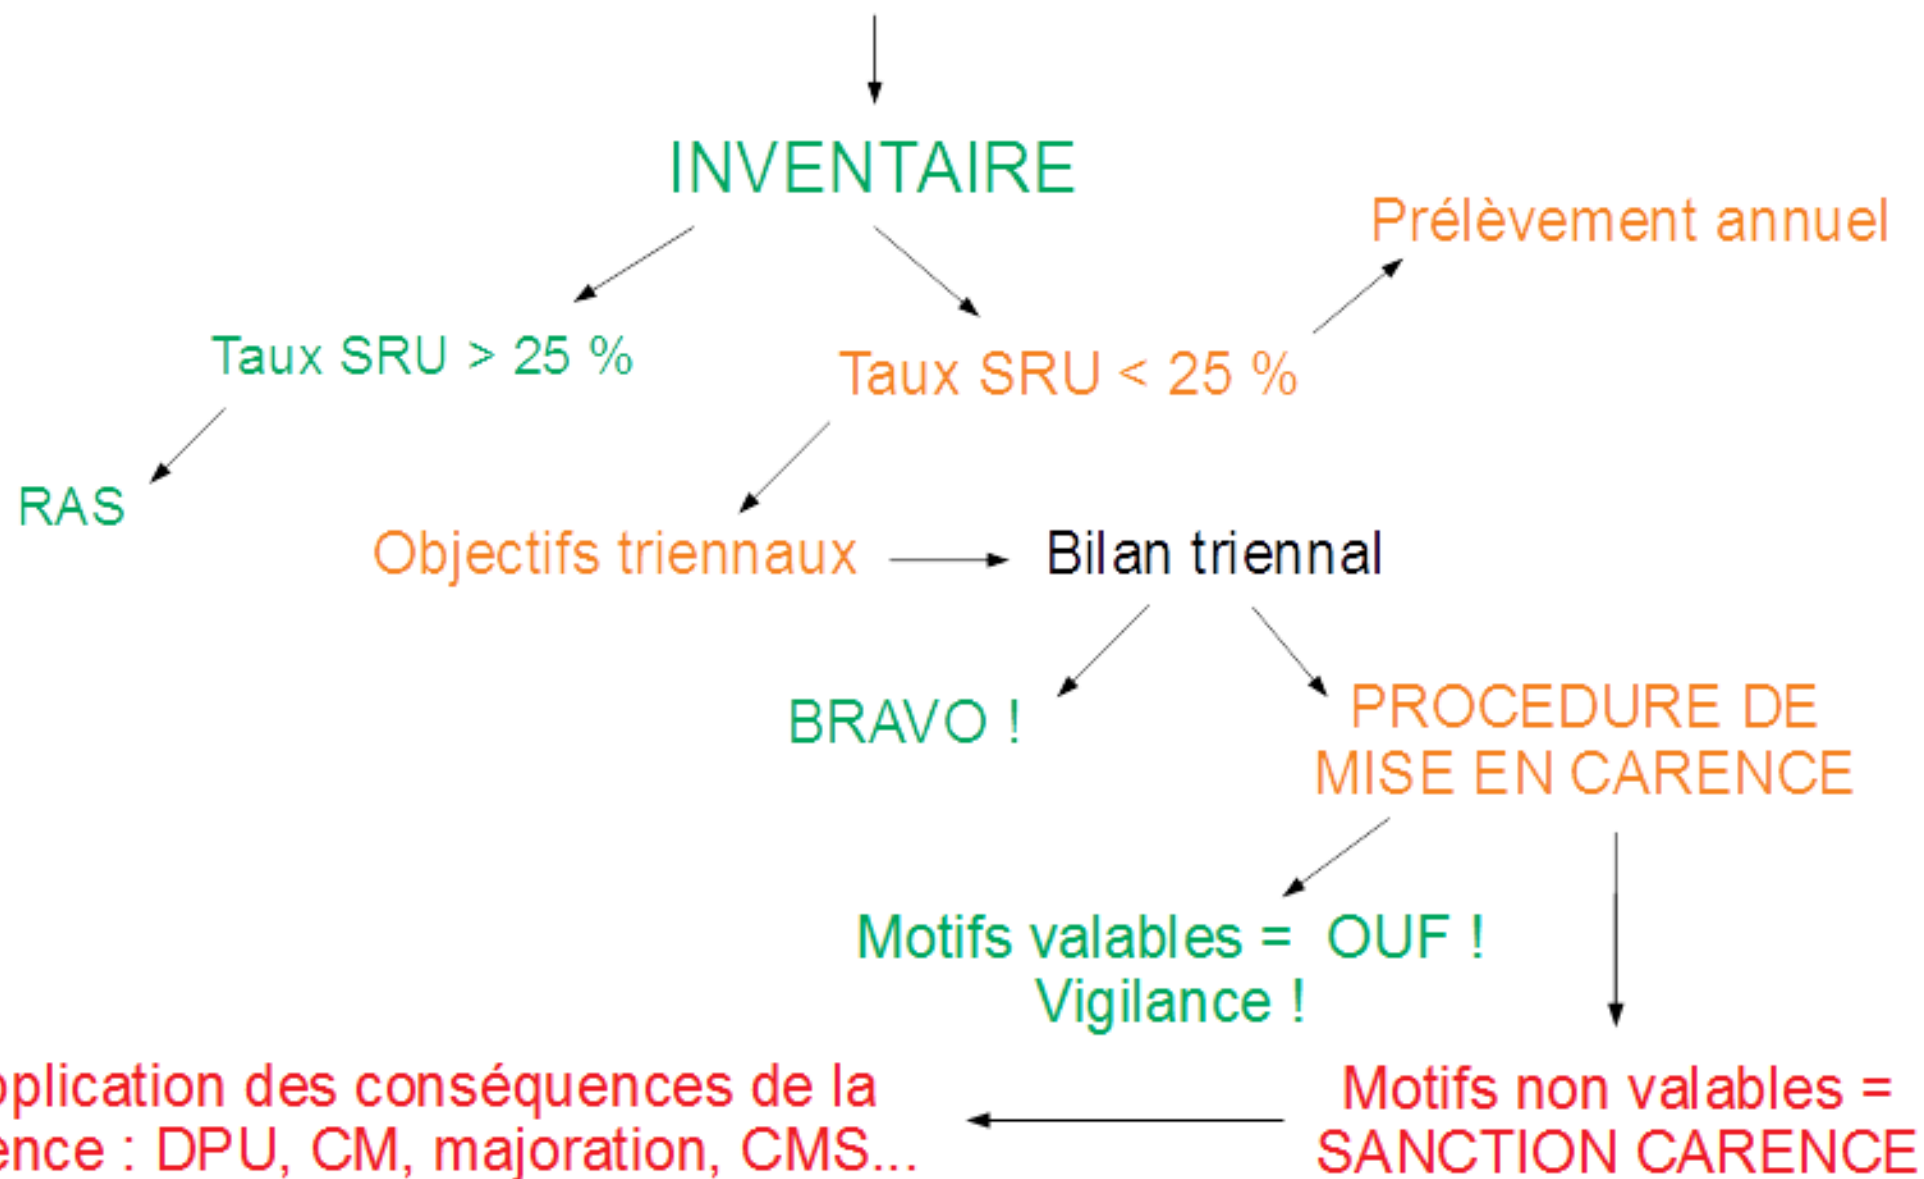 INVENTAIRE
Prélèvement annuel
Taux SRU > 25 %
Taux SRU < 25 %
RAS
Objectifs triennaux
Bilan triennal
BRAVO !
PROCEDURE DE
MISE EN CARENCE
Motifs valables = OUF !
Vigilance !
pplication des conséquences de la
ence : DPU, CM, majoration, CMS...
Motifs non valables =
SANCTION CARENCE